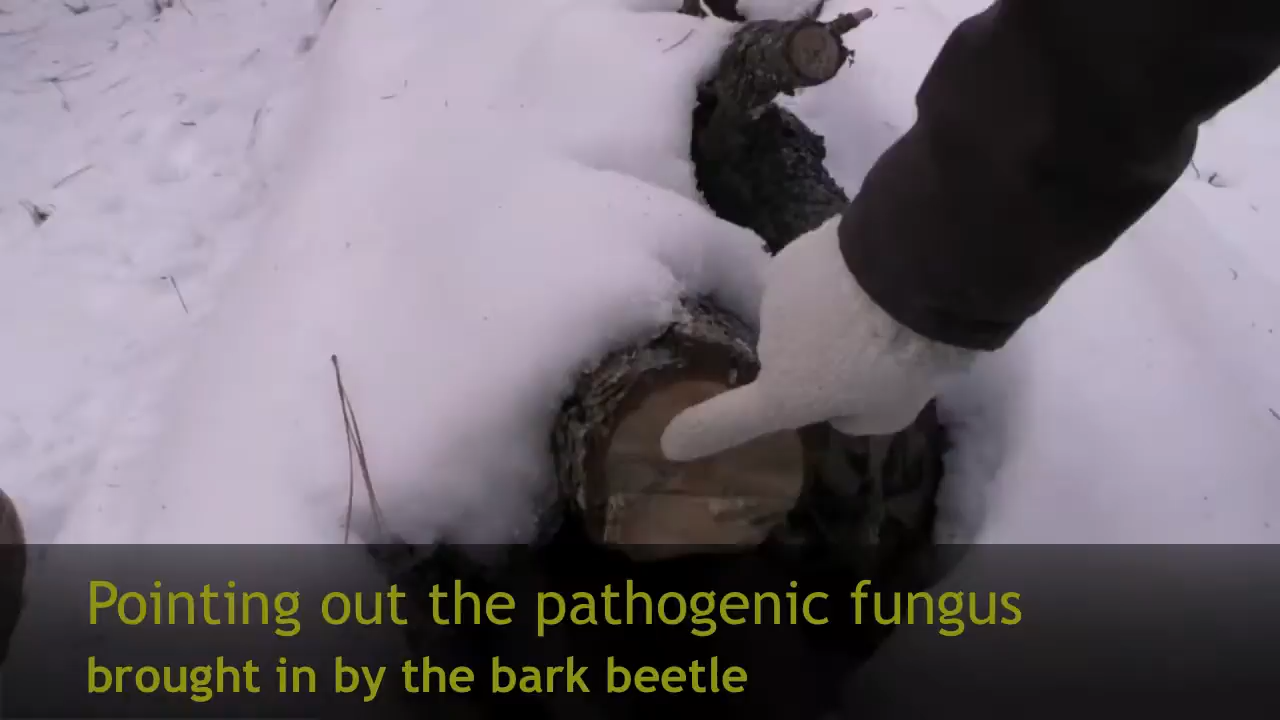 Pointing out the pathogenic fungus
brought in by the bark beetle